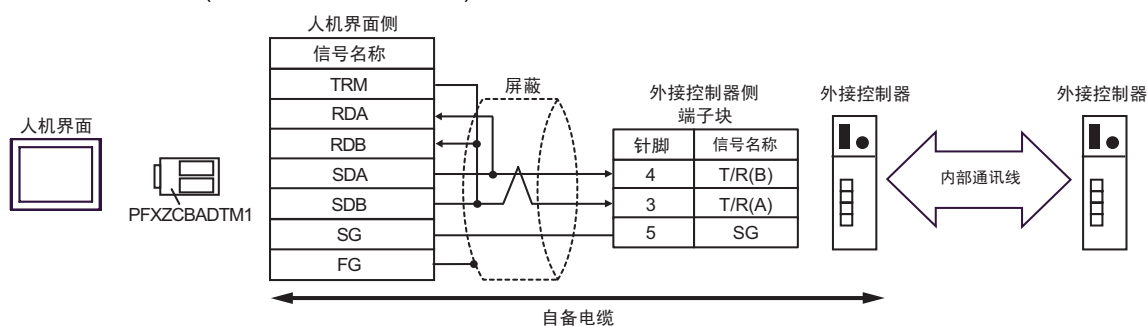 人机界面侧
信号名称
TRM
RDA
RDB
SDA
SDB
SG
FG
屏蔽
外接控制器侧
端子块
针脚 信号名称
4 T/R(B)
3 T/R(A)
5 SG
外接控制器
外接控制器
人机界面
PFXZCBADTM1
内部通讯线
自备电缆